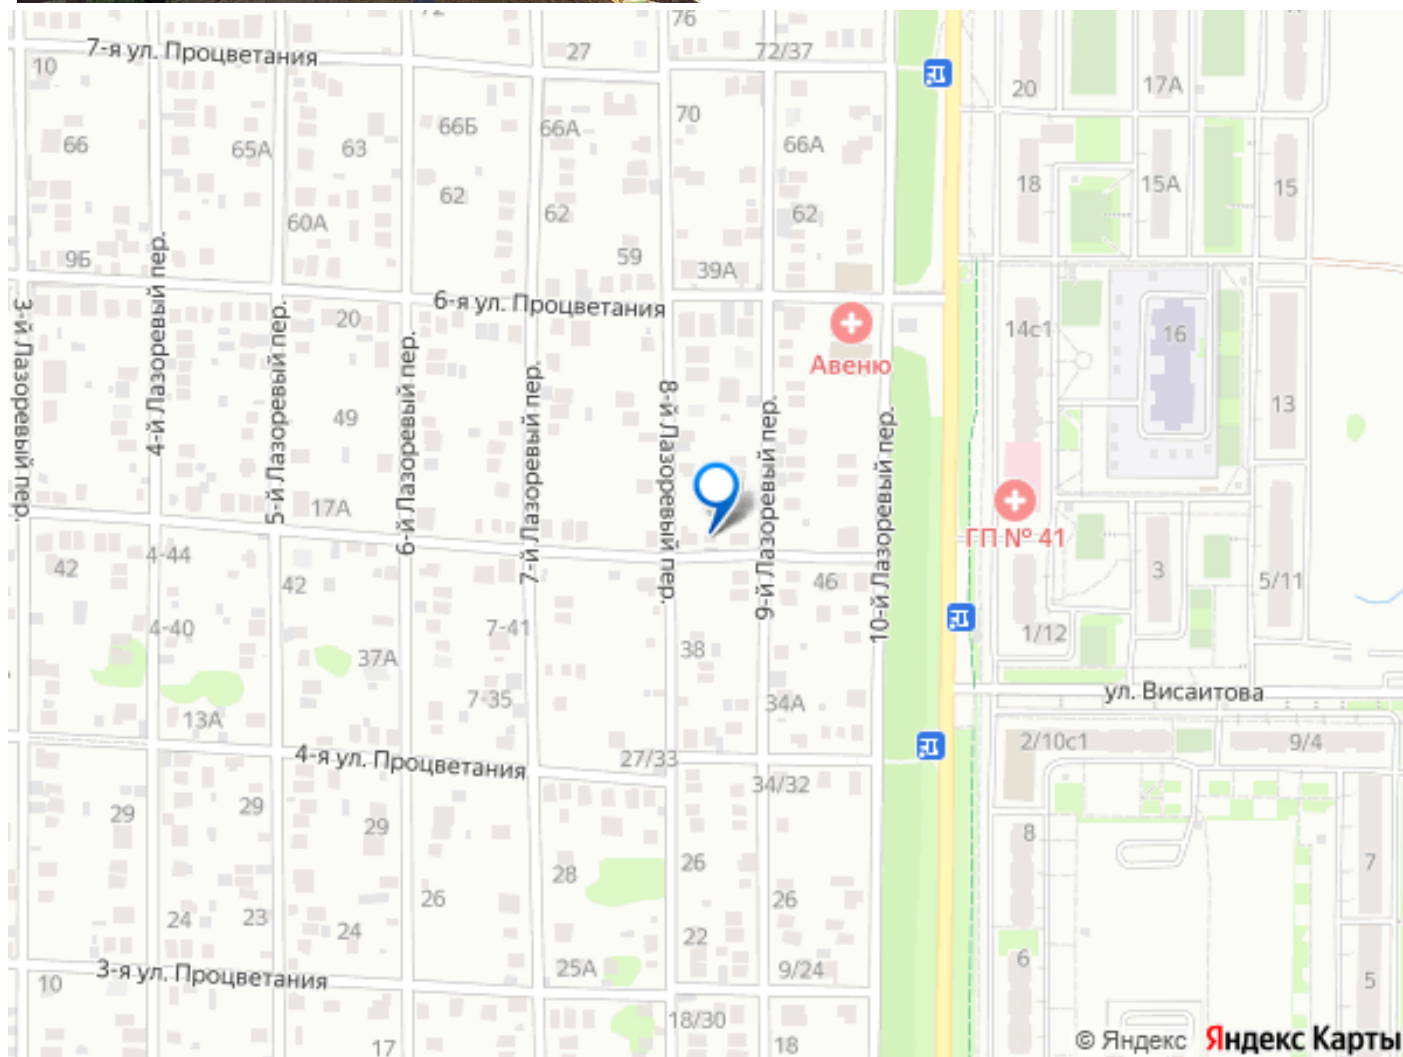 72
76
7-я ул. Процветания
27
72/37
10
20
17А
70
66Б
66А
66А
66
65А
63
18
15А
15
62
62
62
60А
59
39А
9Б
6-я ул. Процветания
20
14с1
16
Авеню
3-й Лазоревый пер.
4-й Лазоревый пер.
5-й Лазоревый пер.
6-й Лазоревый пер.
7-й Лазоревый пер.
8-й Лазоревый пер.
9-й Лазоревый пер.
10-й Лазоревый пер.
49
13
17А
ГП № 41
4-44
42
42
46
3
5/11
4-40
7-41
1/12
37А
38
7-35
34А
ул. Висаитова
13А
2/10с1
9/4
4-я ул. Процветания
27/33
34/32
29
29
29
8
7
28
26
26
26
24
23
24
22
6
3-я ул. Процветания
25А
9/24
10
5
18/30
17
18
© Яндекс Яндекс Карты